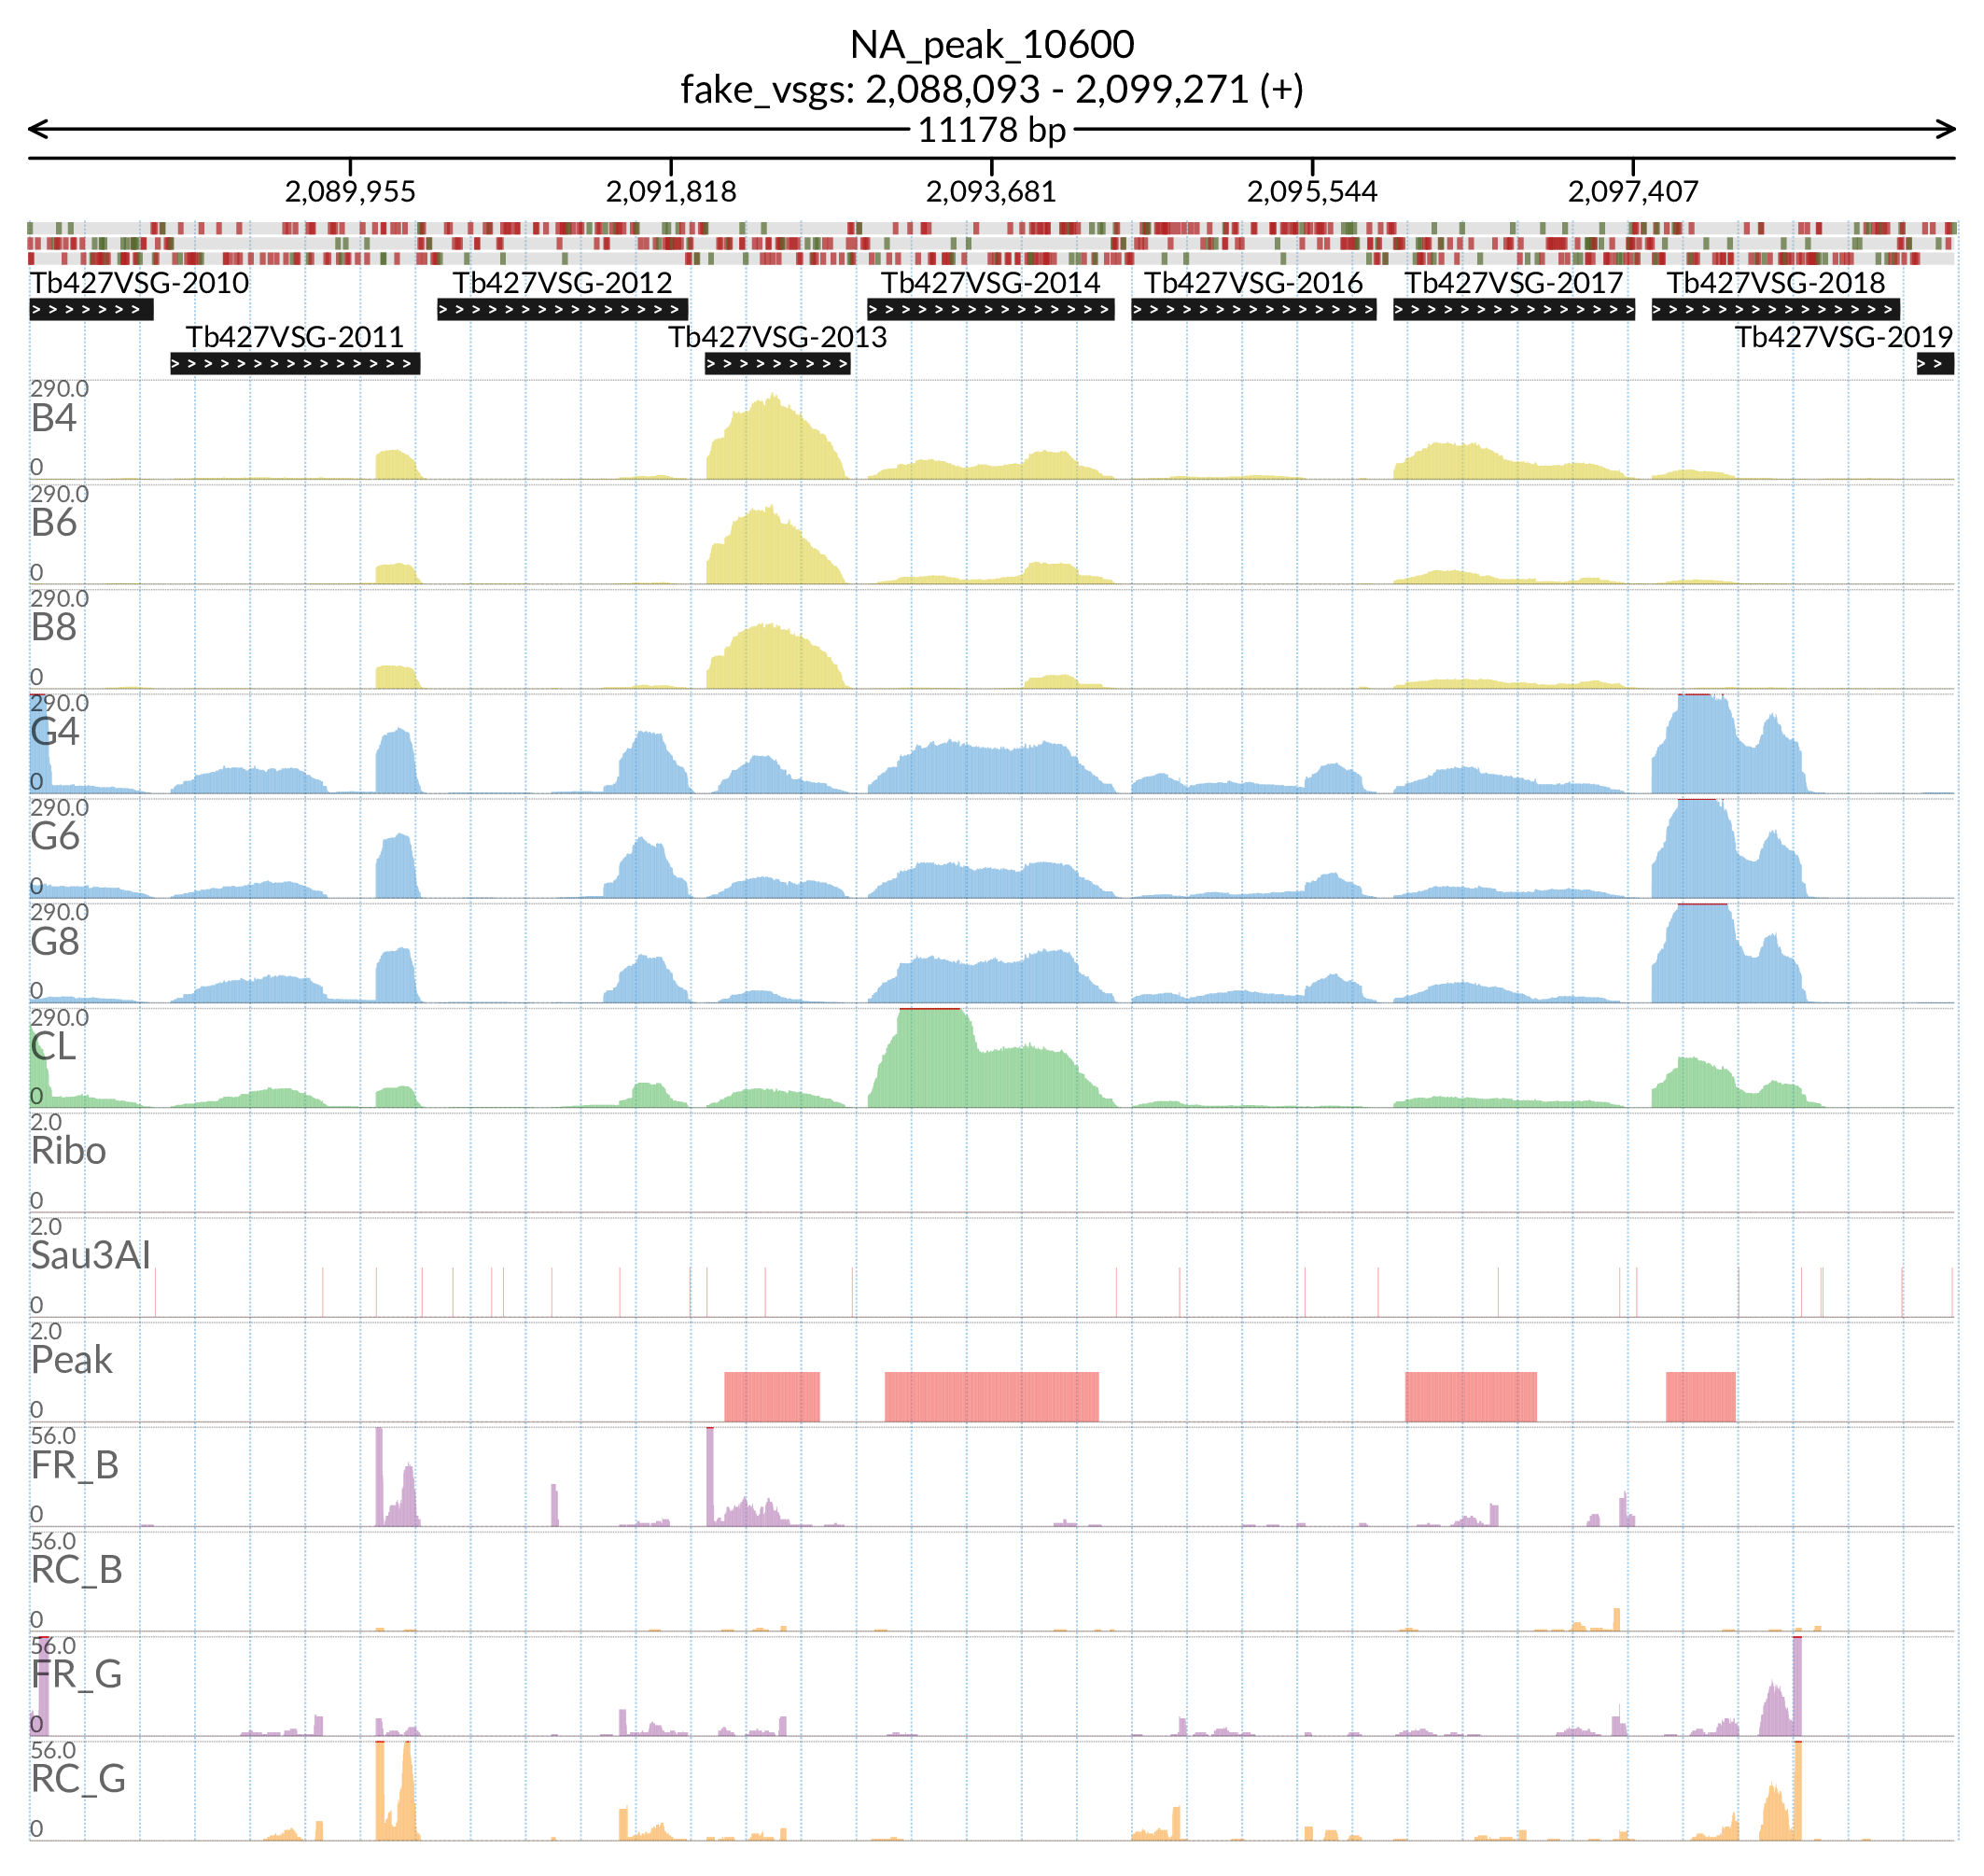 NA_peak_10600
fake_vsgs: 2,088,093 - 2,099,271 (+)
11178 bp
2,089,955 2,091,818 2,093,681 2,095,544 2,097,407
Tb427VSG-2010 Tb427VSG-2012 Tb427VSG-2014 Tb427VSG-2016 Tb427VSG-2017 Tb427VSG-2018
Tb427VSG-2011 Tb427VSG-2013 Tb427VSG-2019
290.0
B4
0
290.0
B6
0
290.0
B8
0
290.0
G4
0
290.0
G6
0
290.0
G8
0
290.0
CL
0
2.0
Ribo
0
2.0
Sau3AI
0
2.0
Peak
0
56.0
FR_B
0
56.0
RC_B
0
56.0
FR_G
0
56.0
RC_G
0